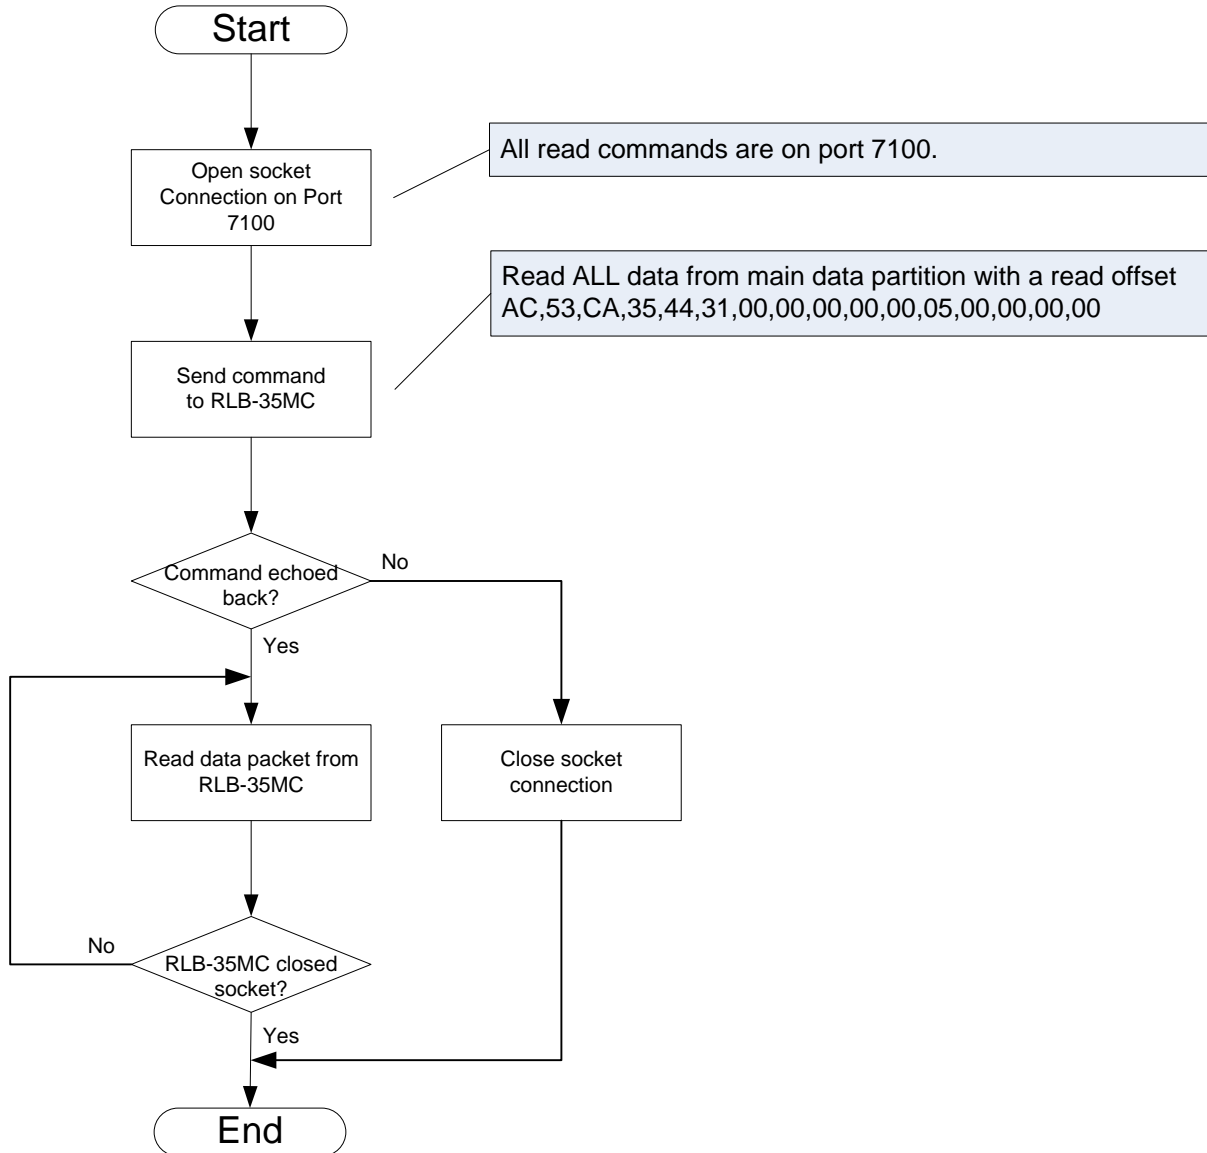 Start
Open socket
Connection on Port
7100
All read commands are on port 7100.
Read ALL data from main data partition with a read offset
AC,53,CA,35,44,31,00,00,00,00,00,05,00,00,00,00
Send command
to RLB-35MC
Command echoed
back?
No
Yes
Read data packet from
RLB-35MC
Close socket
connection
No
RLB-35MC closed
socket?
Yes
End